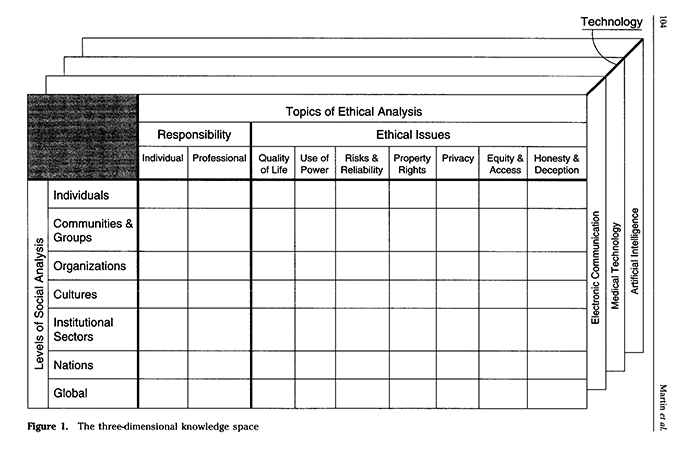 Technology
104
Topics of Ethical Analysis
Responsibility
Ethical Issues
Individual
Professional
Quality
of Life
Use of
Power
Risks &
Reliability
Property
Rights
Privacy
Equity &
Access
Honesty &
Deception
Levels of Social Analysis
Individuals
Communities &
Groups
Organizations
Cultures
Institutional
Sectors
Nations
Global
Electronic Communication
Medical Technology
Artificial Intelligence
Martin et al.
Figure 1. The three-dimensional knowledge space